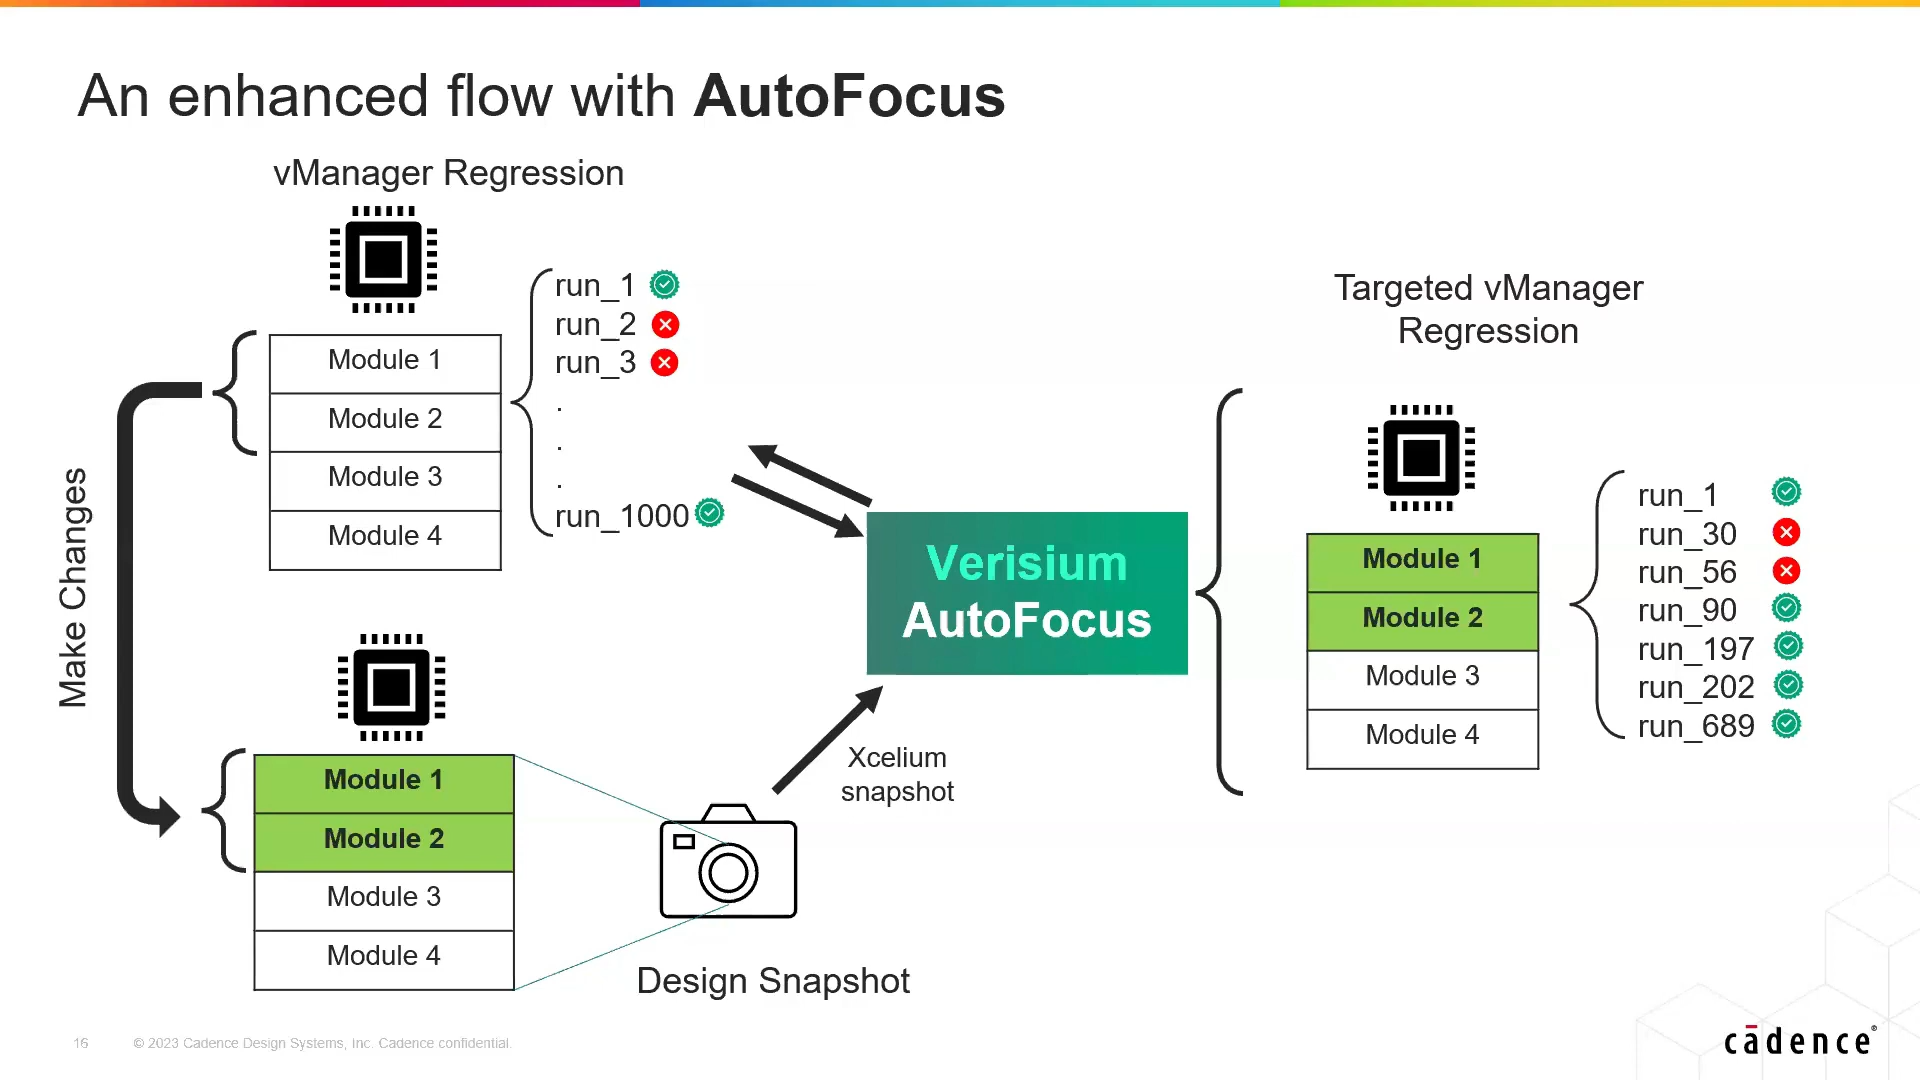 An enhanced flow with AutoFocus
vManager Regression
Module 1
Module 2
Module 3
Module 4
run_1
run_2
run_3
.
.
.
run_1000
Make Changes
Module 1
Module 2
Module 3
Module 4
Design Snapshot
Xcelium
snapshot
Verisium
AutoFocus
Targeted vManager
Regression
Module 1
Module 2
Module 3
Module 4
run_1
run_30
run_56
run_90
run_197
run_202
run_689
16
© 2023 Cadence Design Systems, Inc. Cadence confidential.
cādence®